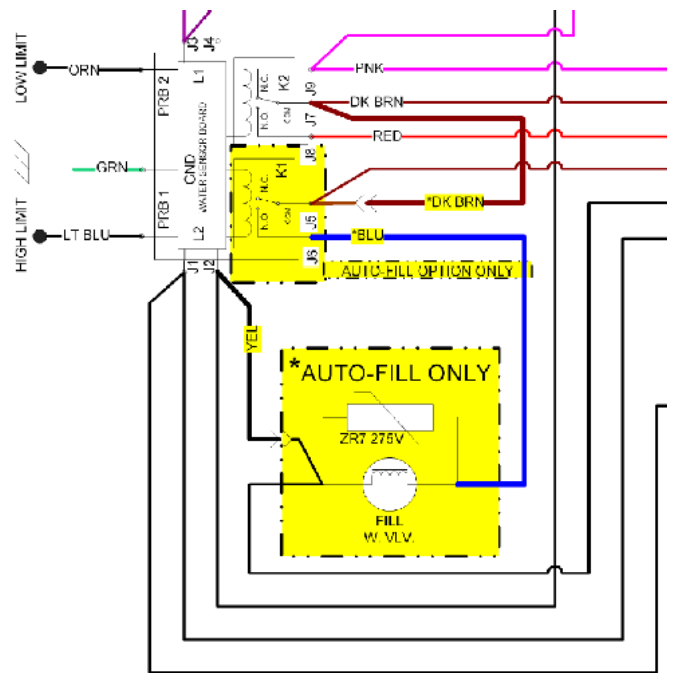 J3
J4
LOW LIMIT
ORN
L1
PRB 2
N.C.
K2
J9
PNK
DK BRN
N.O
COM
J7
RED
WATER SENSOR BOARD
J8
GRN
GND
K1
N.C.
PRB 1
N.O
COM
*DK BRN
HIGH LIMIT
LT BLU
L2
J5
*BLU
J6
J1
J2
AUTO-FILL OPTION ONLY
YEL
*AUTO-FILL ONLY
ZR7 275V
FILL
W. VLV.